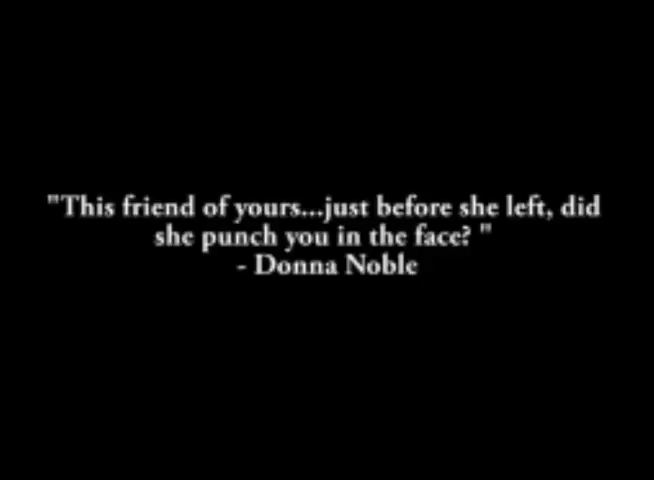 "This friend of yours...just before she left, did
she punch you in the face? "
- Donna Noble